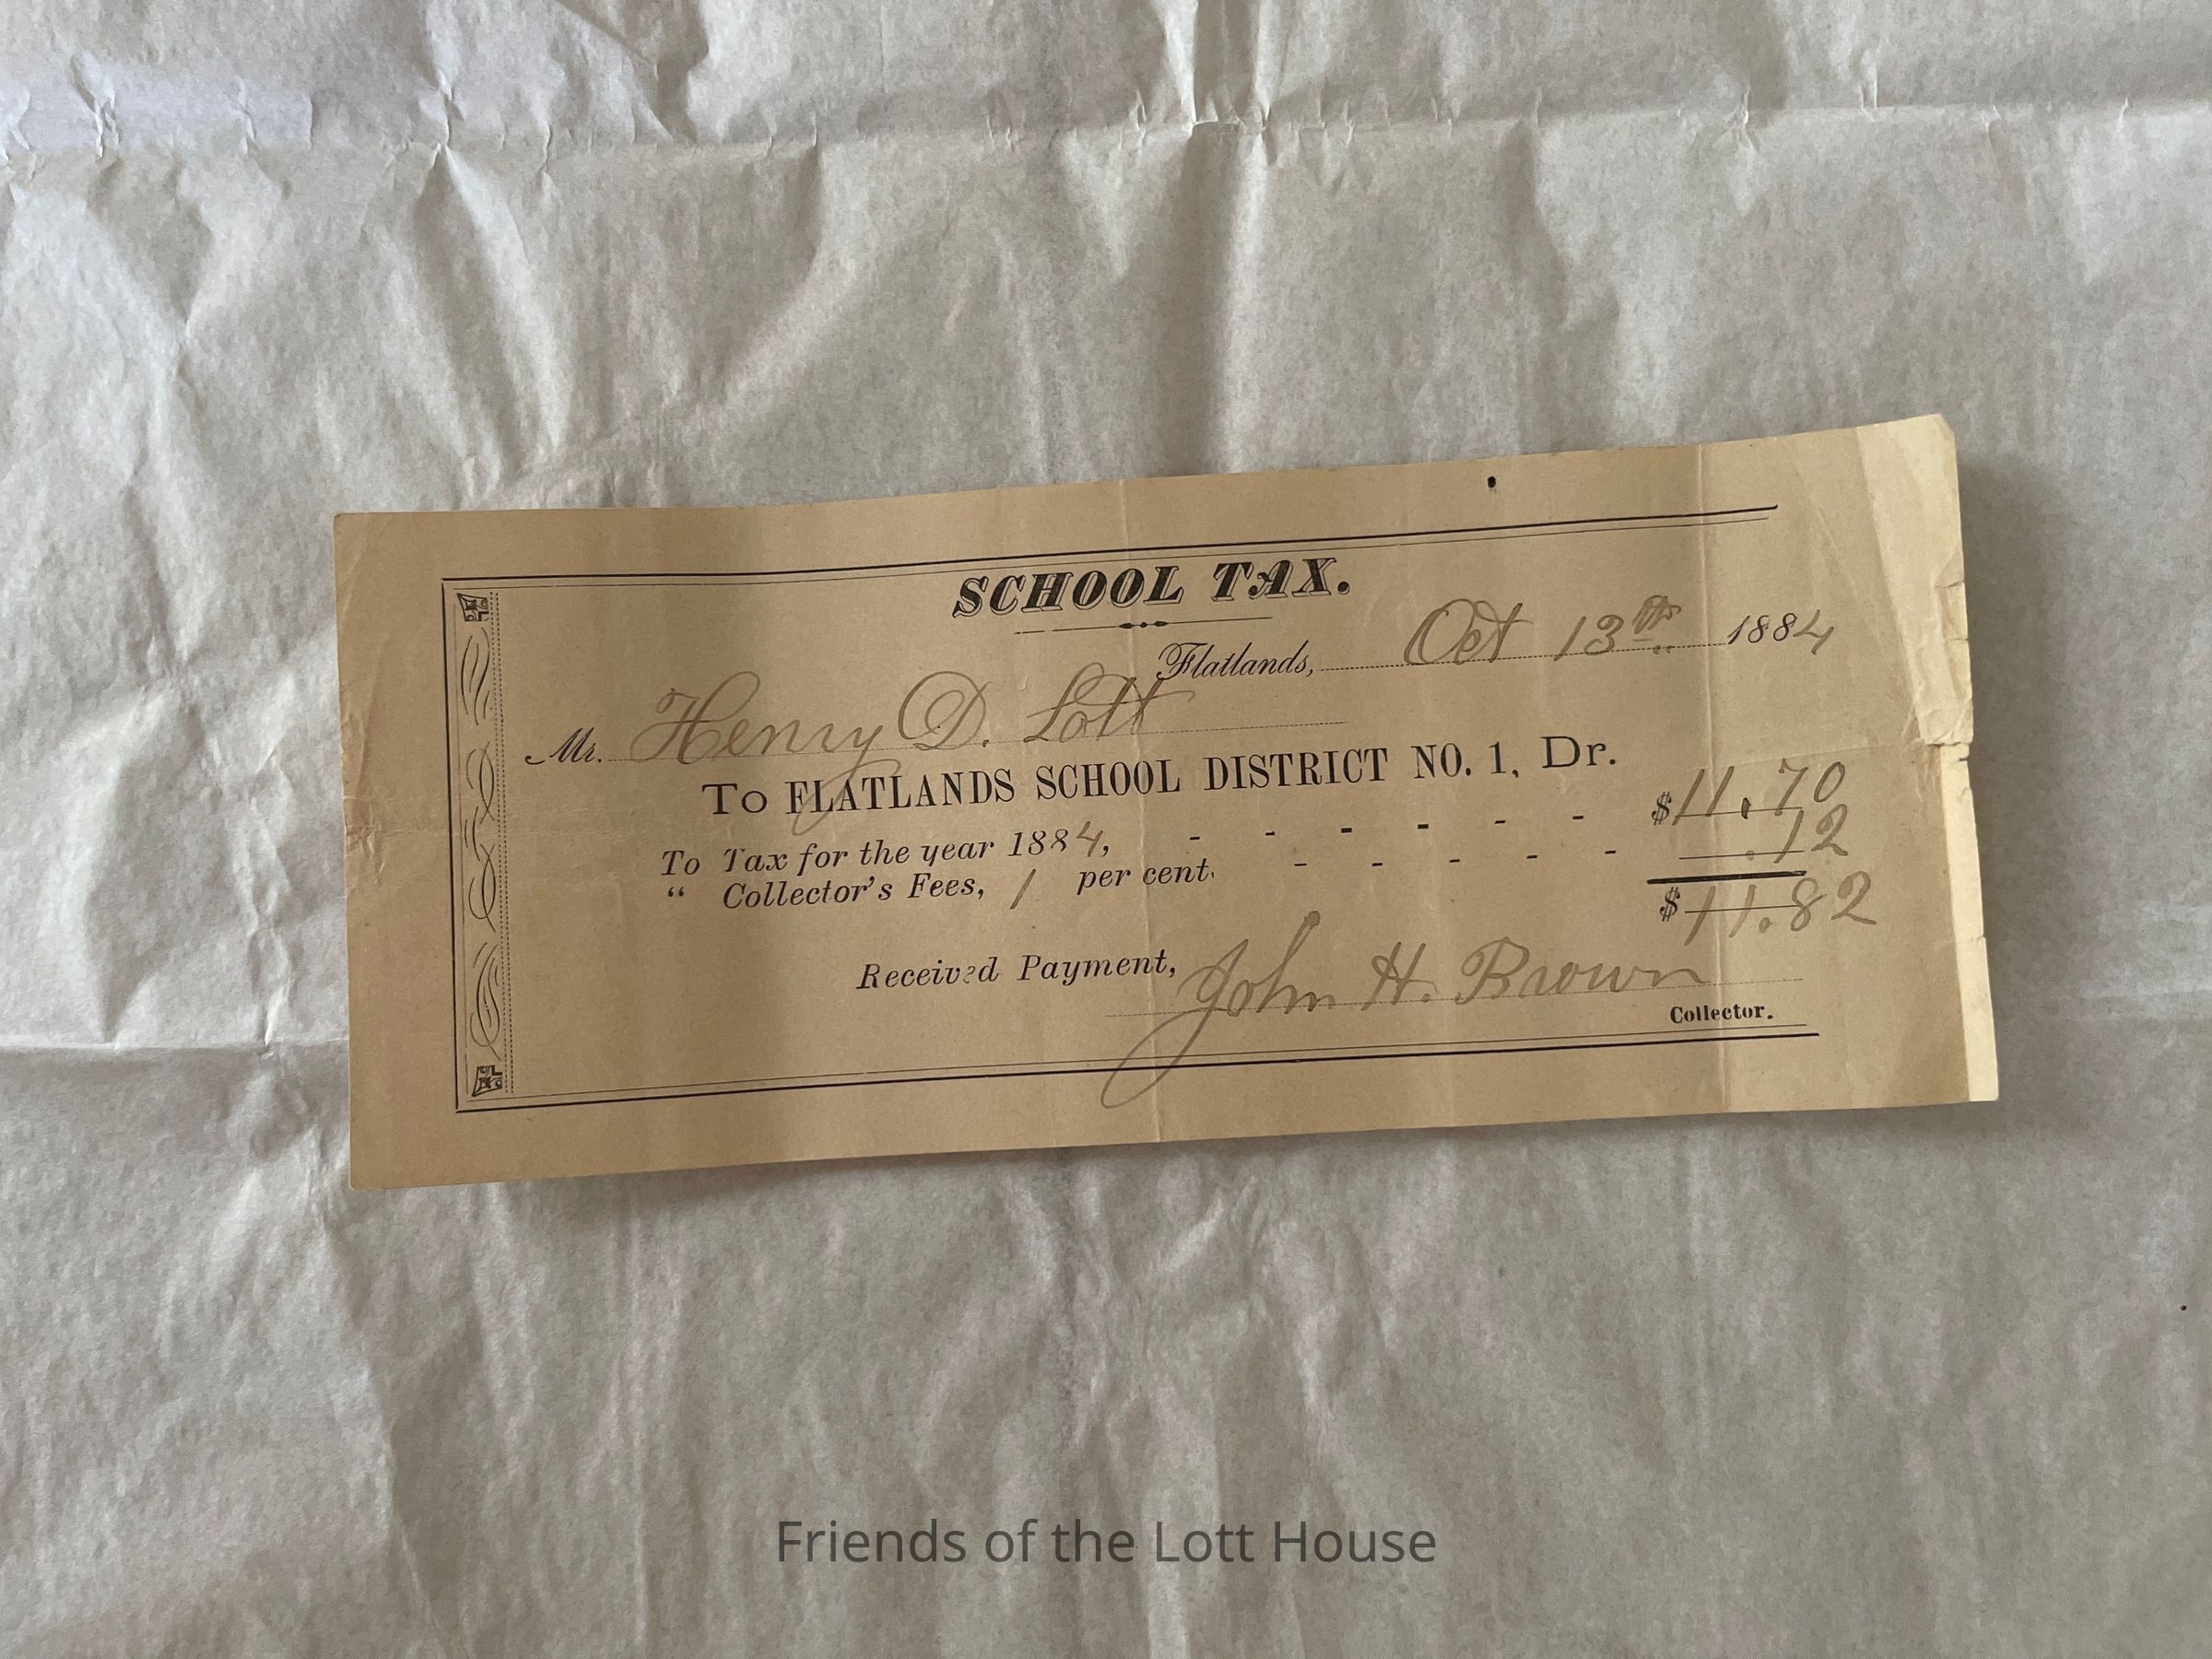 SCHOOL TAX.
Flatlands, Oct 13th 1884
Mr. Henry D. Lott
To FLATLANDS SCHOOL DISTRICT NO. 1, Dr.
To Tax for the year 1884, - - - - - - $11.70
" Collector's Fees, 1 per cent. - - - - - .12
$11.82
Received Payment, John H. Brown
Collector.
Friends of the Lott House